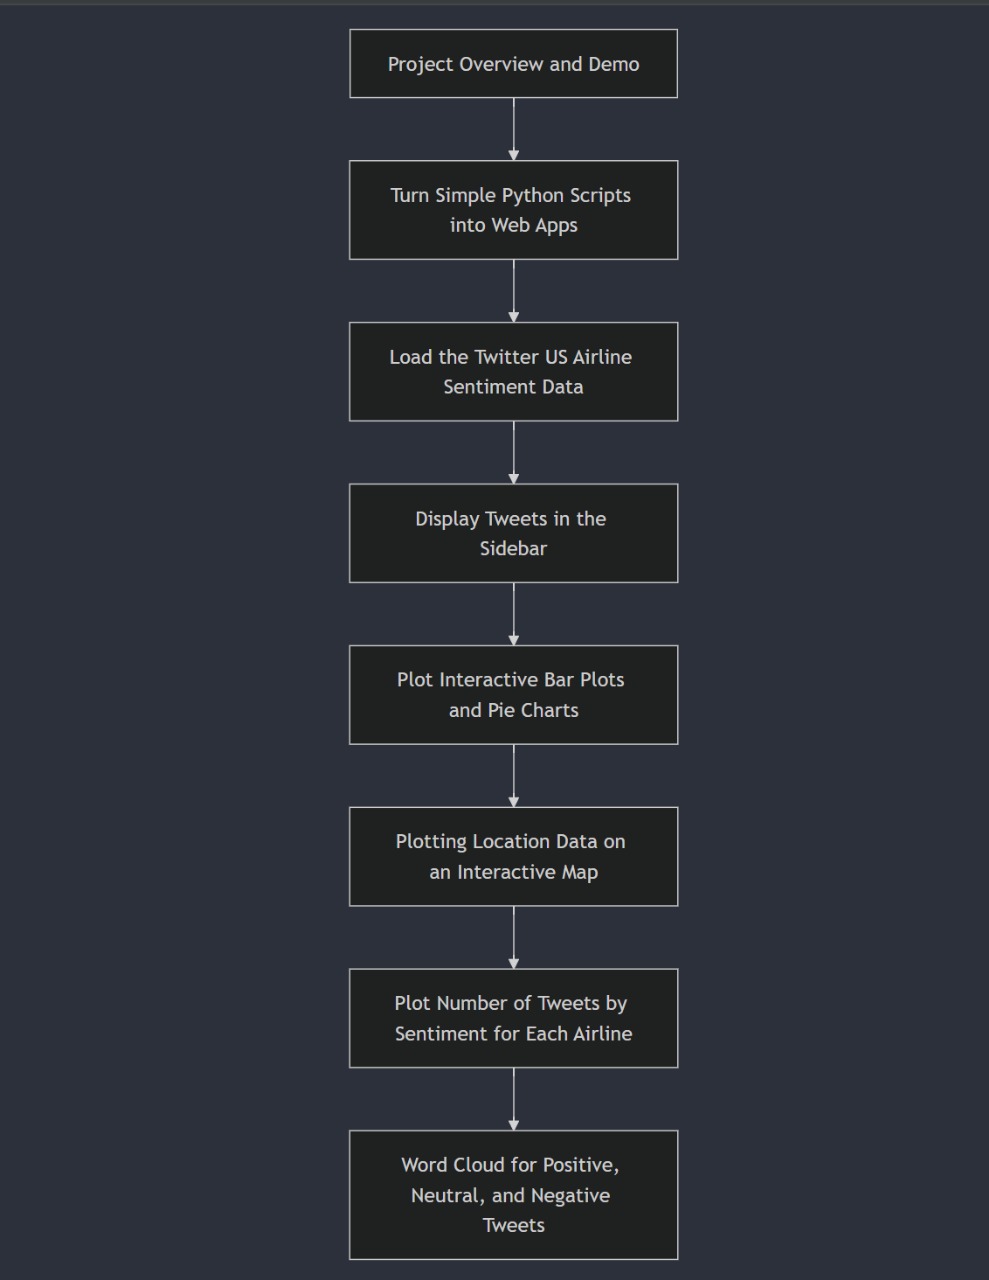 Project Overview and Demo
Turn Simple Python Scripts
into Web Apps
Load the Twitter US Airline
Sentiment Data
Display Tweets in the
Sidebar
Plot Interactive Bar Plots
and Pie Charts
Plotting Location Data on
an Interactive Map
Plot Number of Tweets by
Sentiment for Each Airline
Word Cloud for Positive,
Neutral, and Negative
Tweets